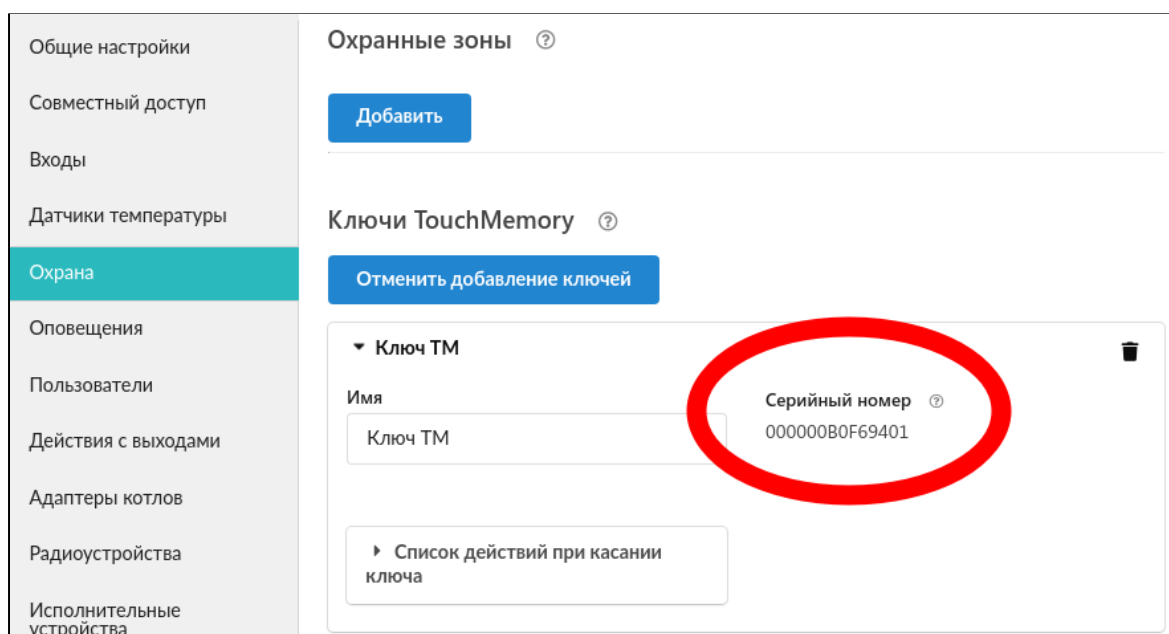 Общие настройки
Совместный доступ
Входы
Датчики температуры
Охрана
Оповещения
Пользователи
Действия с выходами
Адаптеры котлов
Радиоустройства
Исполнительные
устройства
Охранные зоны ?
Добавить
Ключи TouchMemory ?
Отменить добавление ключей
Ключ ТМ
Имя
Ключ ТМ
Серийный номер ?
000000B0F69401
Список действий при касании
ключа